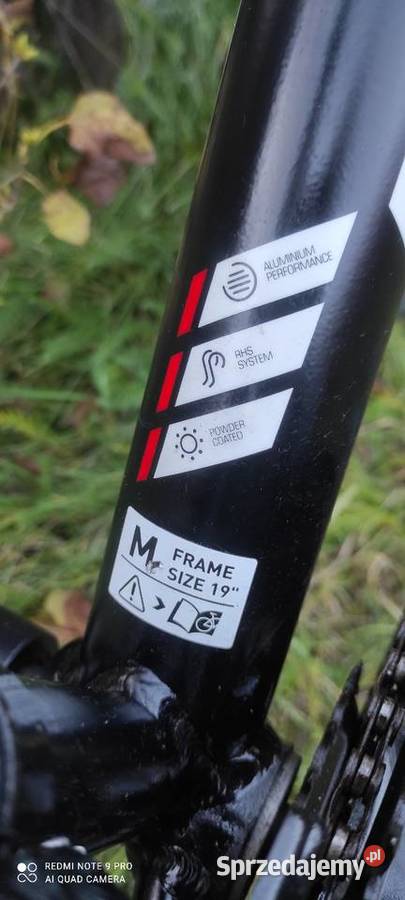 ALUMINIUM
PERFORMANCE
RHS
SYSTEM
POWDER
COATED
M
FRAME
SIZE 19"
REDMI NOTE 9 PRO
AI QUAD CAMERA
Sprzedajemy.pl